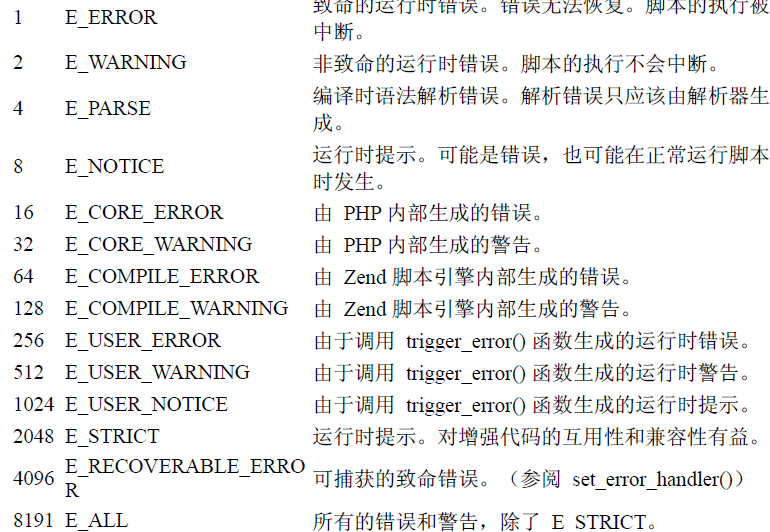 致命的运行时错误。错误无法恢复。脚本的执行被
1 E_ERROR
中断。
2 E_WARNING 非致命的运行时错误。脚本的执行不会中断。
编译时语法解析错误。解析错误只应该由解析器生
4 E_PARSE
成。
运行时提示。可能是错误，也可能在正常运行脚本
8 E_NOTICE
时发生。
16 E_CORE_ERROR 由 PHP 内部生成的错误。
32 E_CORE_WARNING 由 PHP 内部生成的警告。
64 E_COMPILE_ERROR 由 Zend 脚本引擎内部生成的错误。
128 E_COMPILE_WARNING 由 Zend 脚本引擎内部生成的警告。
256 E_USER_ERROR 由于调用 trigger_error() 函数生成的运行时错误。
512 E_USER_WARNING 由于调用 trigger_error() 函数生成的运行时警告。
1024 E_USER_NOTICE 由于调用 trigger_error() 函数生成的运行时提示。
2048 E_STRICT 运行时提示。对增强代码的互用性和兼容性有益。
E_RECOVERABLE_ERRO
4096 可捕获的致命错误。（参阅 set_error_handler()）
R
8191 E_ALL 所有的错误和警告，除了 E_STRICT。